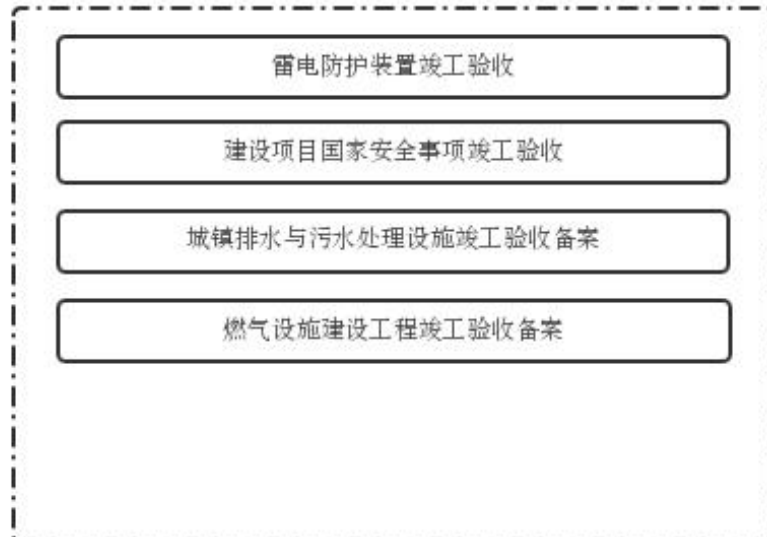 雷电防护装置竣工验收
建设项目国家安全事项竣工验收
城镇排水与污水处理设施竣工验收备案
燃气设施建设工程竣工验收备案